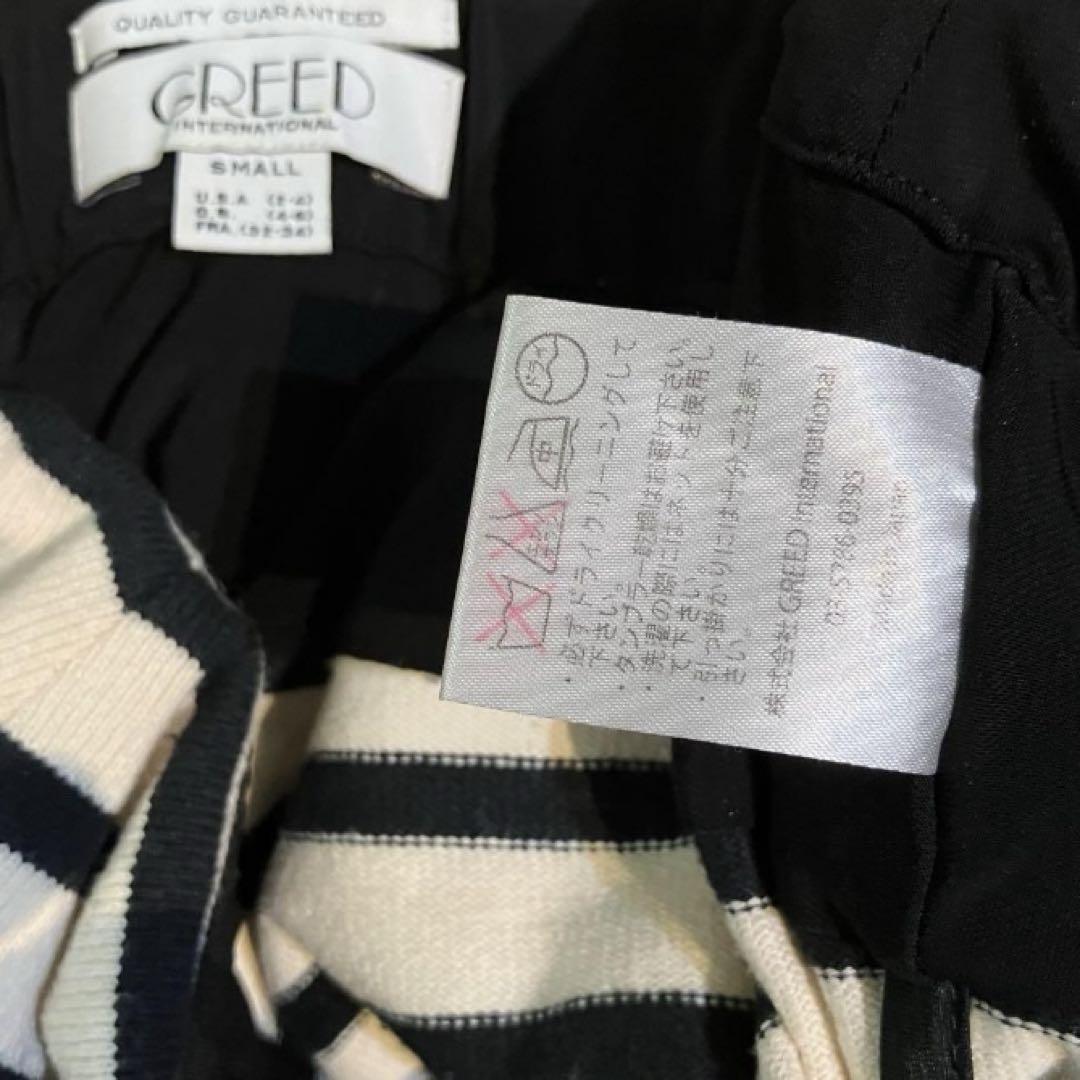 QUALITY GUARANTEED
GREED
INTERNATIONAL
SMALL
U.S.A. (2-4)
G.B. (4-6)
FRA. (32-34)
ドライ
中
・必ずドライクリーニングして
下さい。
・タンブラー乾燥はお避け下さい。
・洗濯の際にはネットを使用し
て下さい。
・引っ掛かりには十分ご注意下
さい。
株式会社 GREED International
03-5786-0395